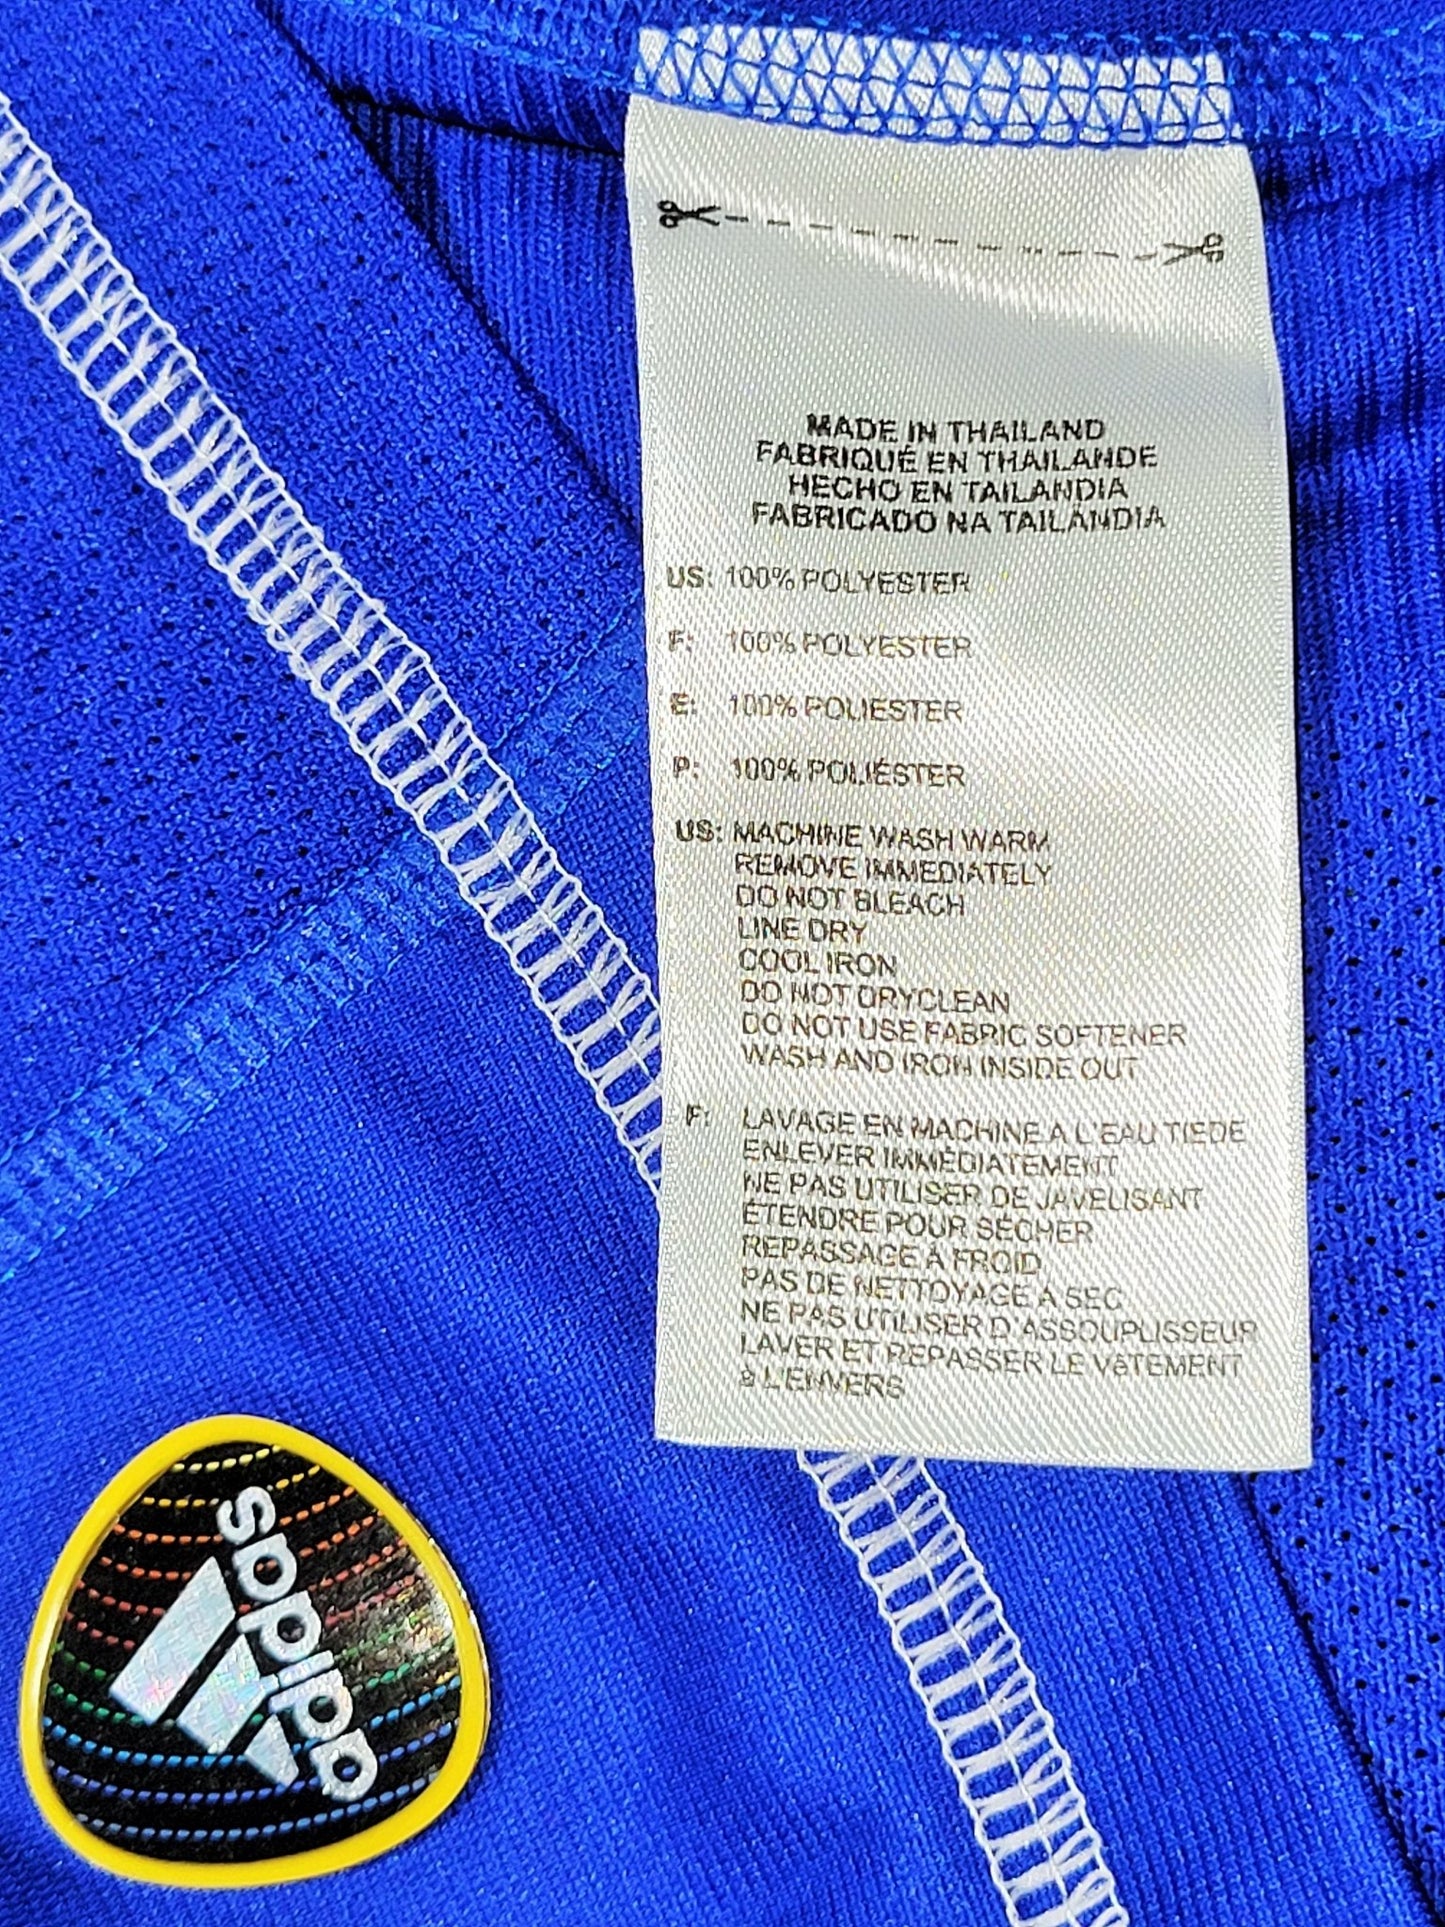 MADE IN THAILAND
FABRIQUÉ EN THAILANDE
HECHO EN TAILANDIA
FABRICADO NA TAILÂNDIA
US: 100% POLYESTER
F: 100% POLYESTER
E: 100% POLIESTER
P: 100% POLIÉSTER
US: MACHINE WASH WARM
REMOVE IMMEDIATELY
DO NOT BLEACH
LINE DRY
COOL IRON
DO NOT DRYCLEAN
DO NOT USE FABRIC SOFTENER
WASH AND IRON INSIDE OUT
F: LAVAGE EN MACHINE A L'EAU TIEDE
ENLEVER IMMÉDIATEMENT
NE PAS UTILISER DE JAVELISANT
ÉTENDRE POUR SÉCHER
REPASSAGE À FROID
PAS DE NETTOYAGE À SEC
NE PAS UTILISER D'ASSOUPLISSEUR
LAVER ET REPASSER LE VêTEMENT
à L'ENVERS
adidas